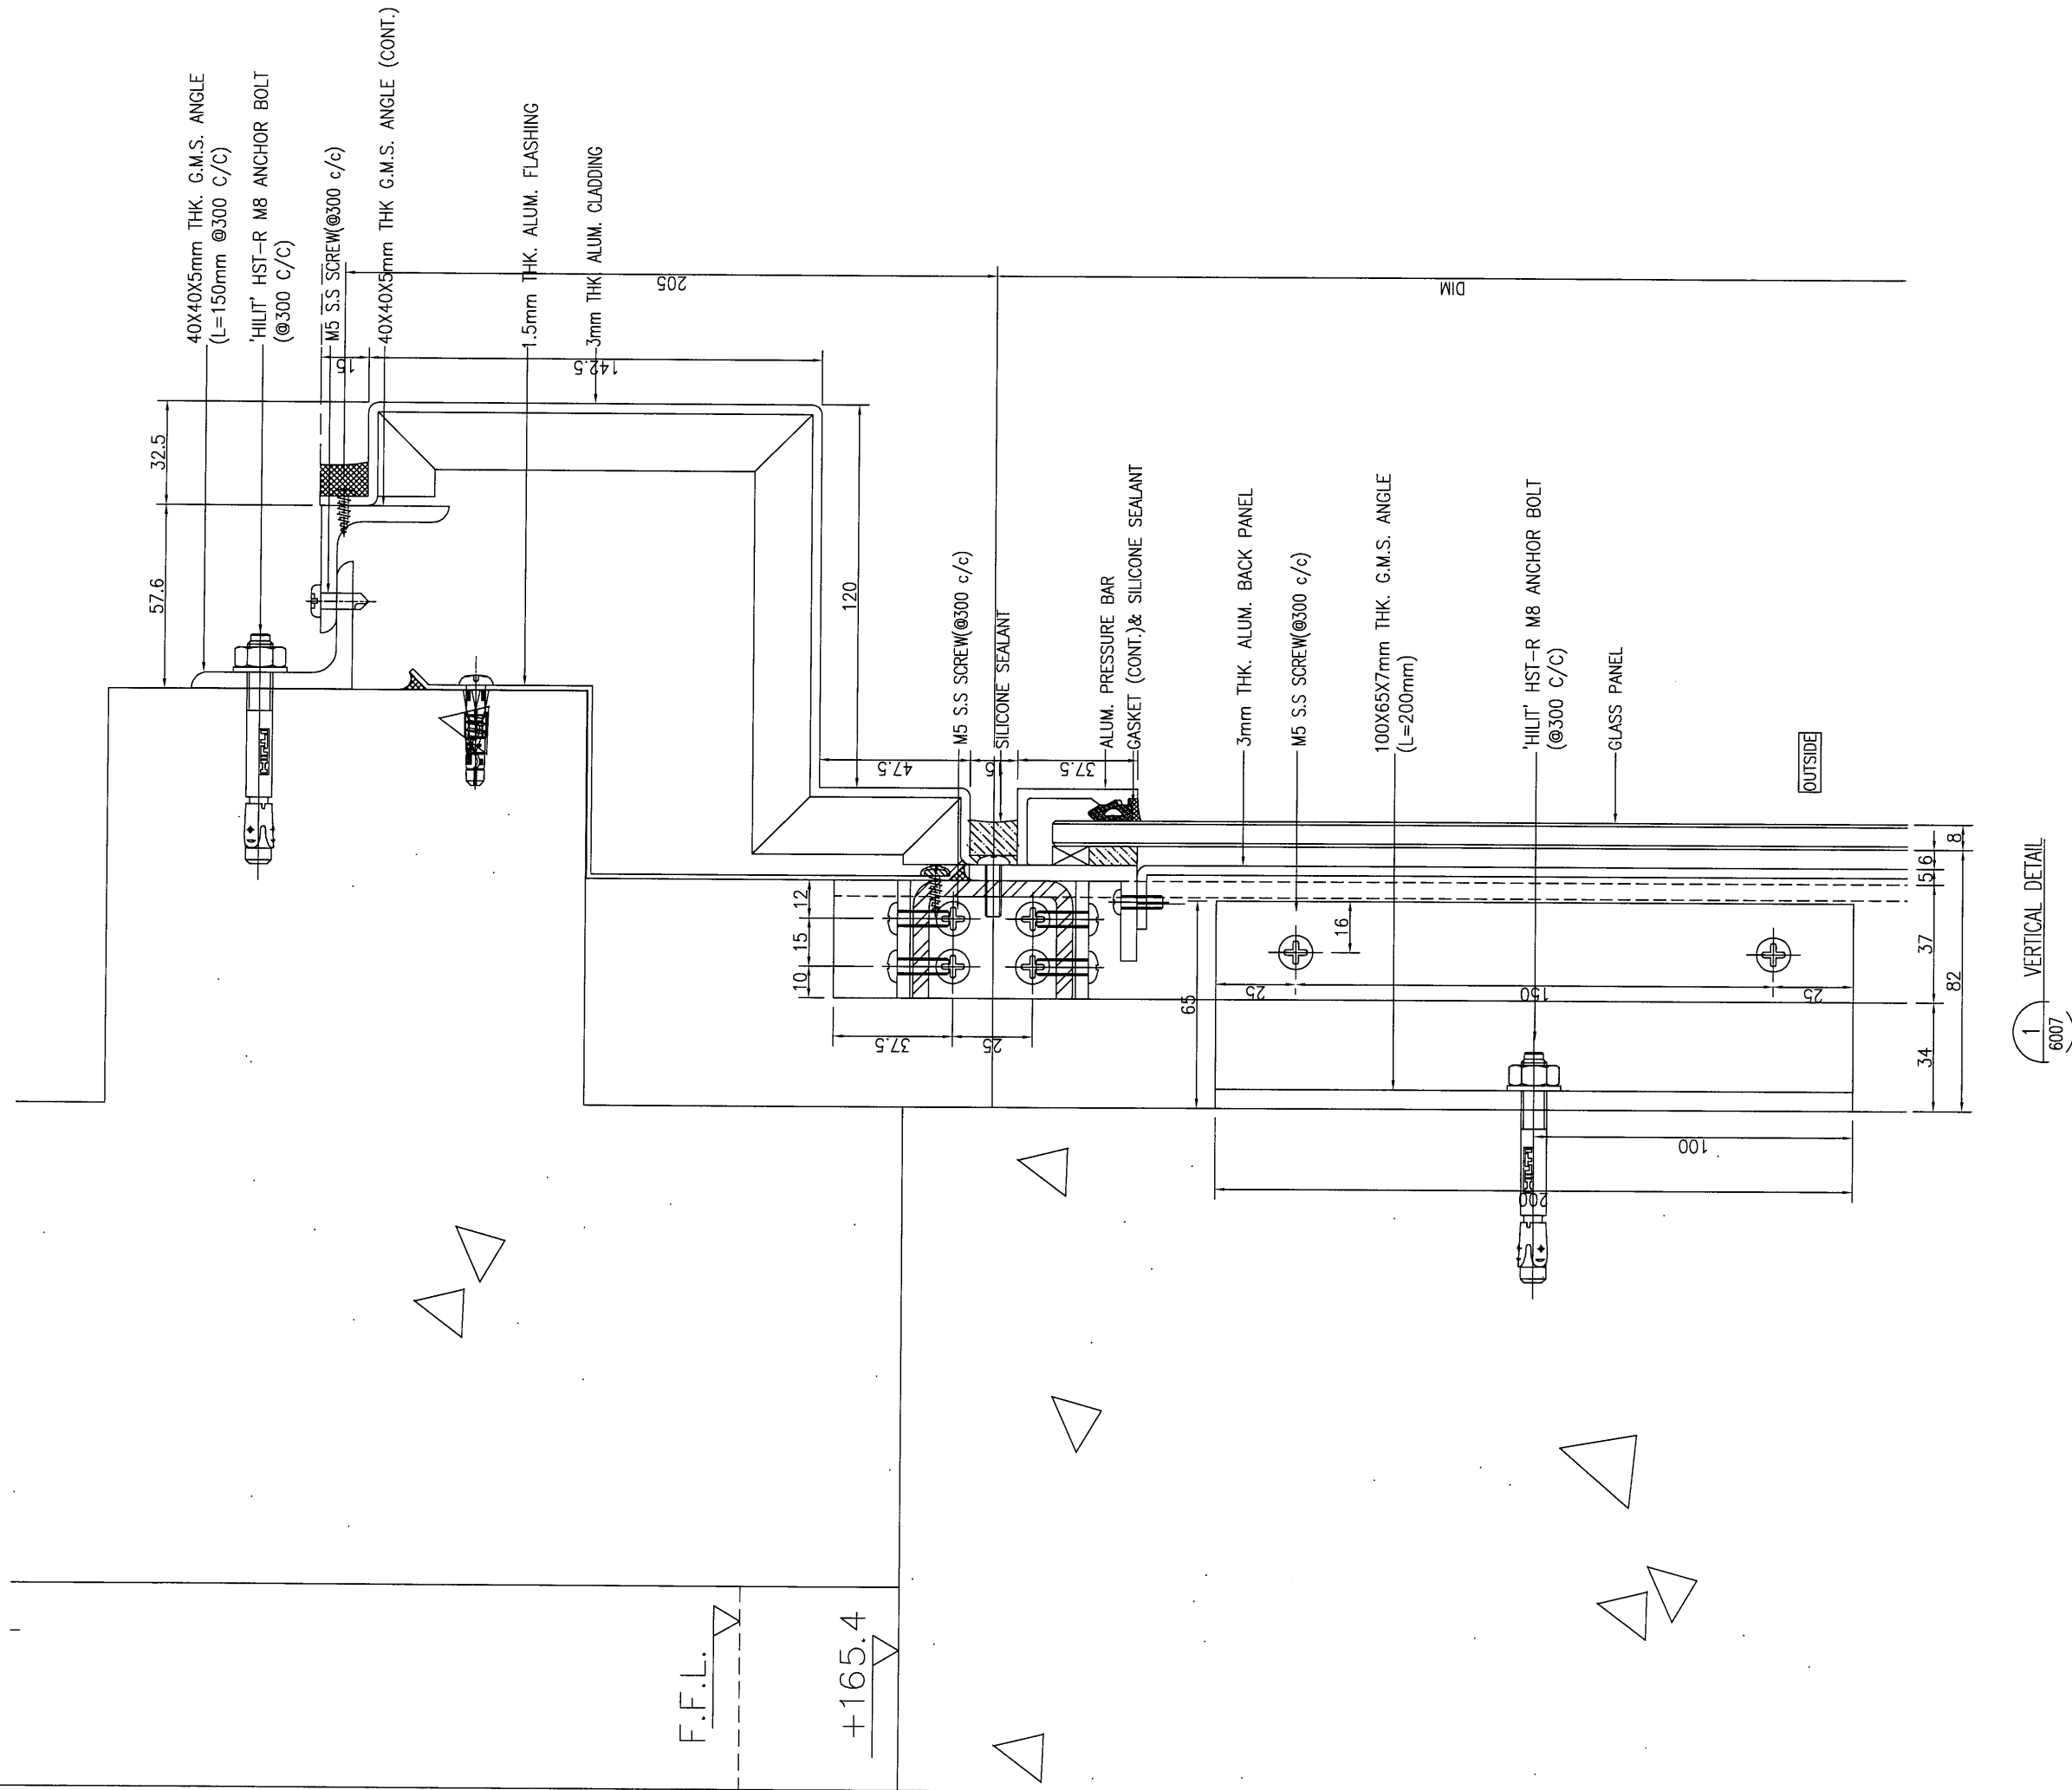 40X40X5mm THK. G.M.S. ANGLE
(L=150mm @300 C/C)
'HILIT' HST-R M8 ANCHOR BOLT
(@300 C/C)
M5 S.S SCREW(@300 c/c)
40X40X5mm THK G.M.S. ANGLE (CONT.)
1.5mm THK. ALUM. FLASHING
3mm THK. ALUM. CLADDING
205
DIM
15
142.5
32.5
57.6
120
M5 S.S SCREW(@300 c/c)
SILICONE SEALANT
ALUM. PRESSURE BAR
GASKET (CONT.)& SILICONE SEALANT
3mm THK. ALUM. BACK PANEL
M5 S.S SCREW(@300 c/c)
100X65X7mm THK. G.M.S. ANGLE
(L=200mm)
'HILIT' HST-R M8 ANCHOR BOLT
(@300 C/C)
GLASS PANEL
OUTSIDE
47.5
15
37.5
12
15
10
37.5
25
65
16
25
150
25
100
200
8
6
5
37
82
34
F.F.L.
+165.4
1
6007
VERTICAL DETAIL